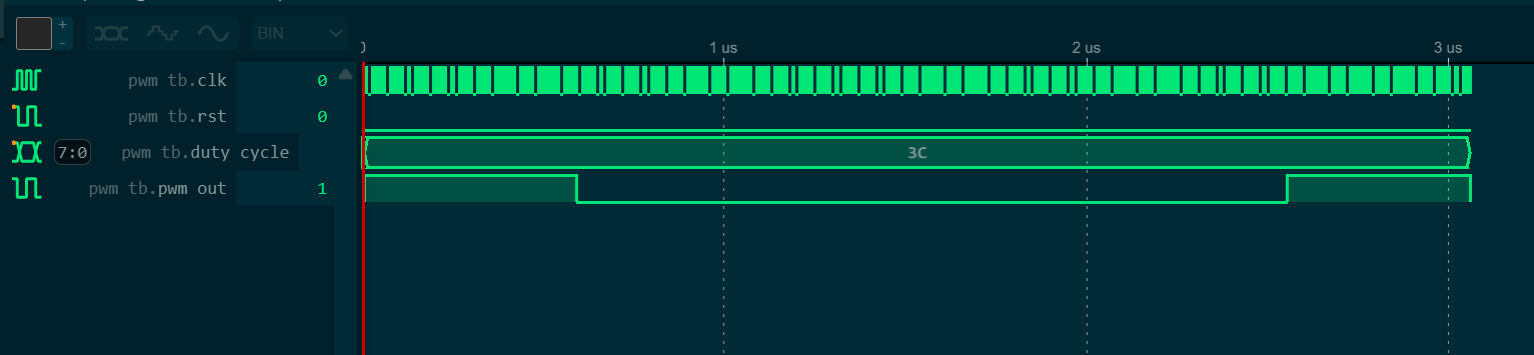 +
-
BIN
0
1 us
2 us
3 us
pwm tb.clk
0
pwm tb.rst
0
7:0
pwm tb.duty cycle
3C
pwm tb.pwm out
1